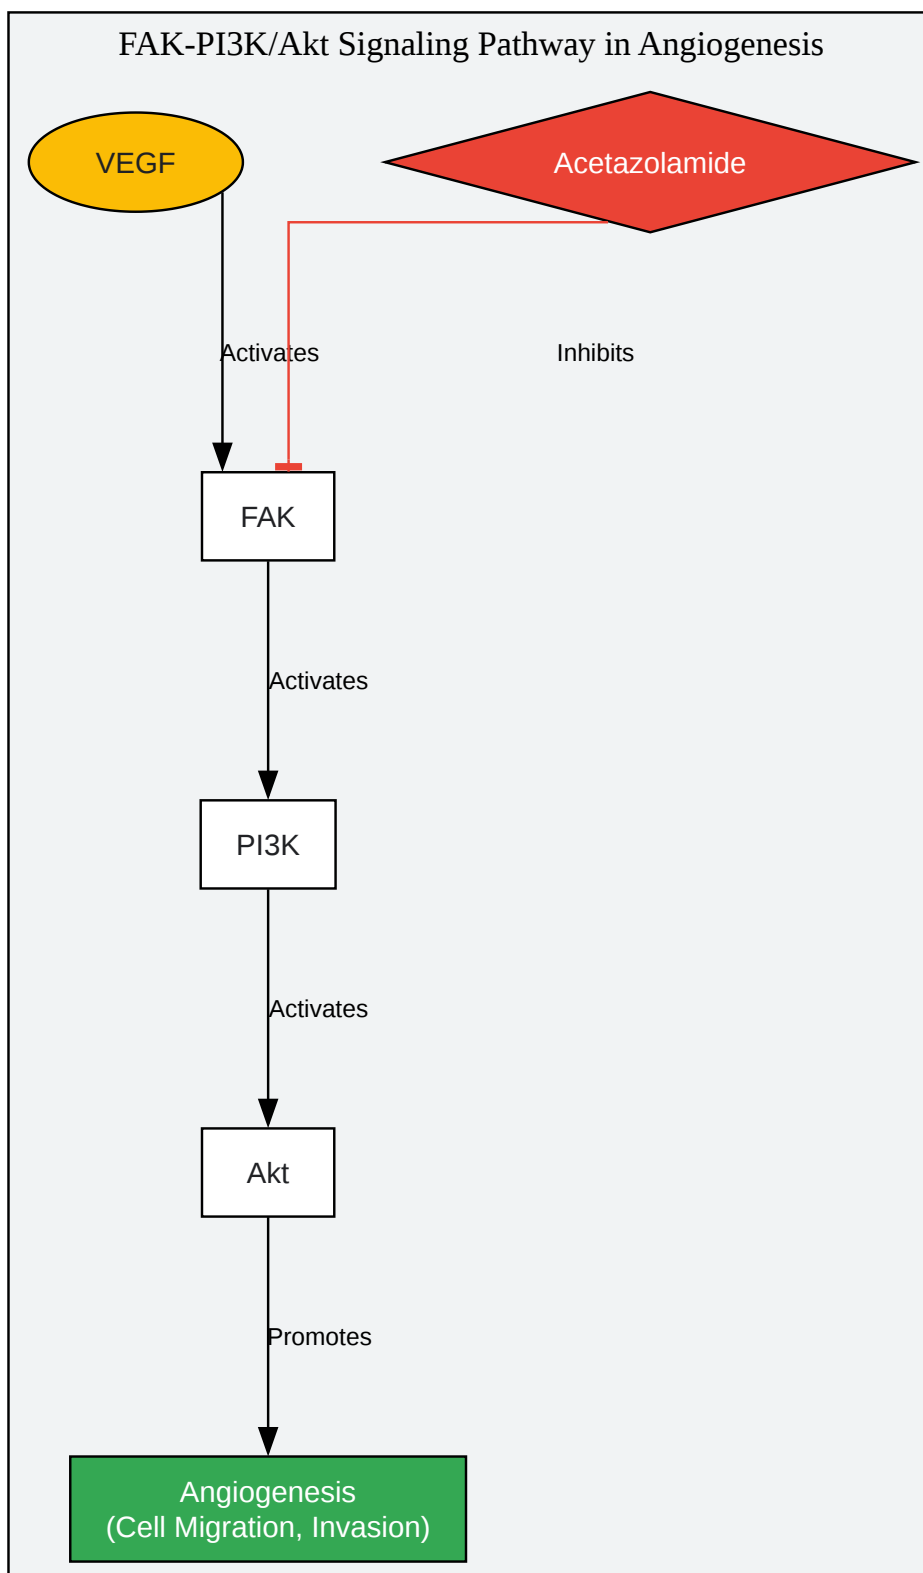 FAK-PI3K/Akt Signaling Pathway in Angiogenesis
VEGF
Acetazolamide
Activates
Inhibits
FAK
Activates
PI3K
Activates
Akt
Promotes
Angiogenesis
(Cell Migration, Invasion)